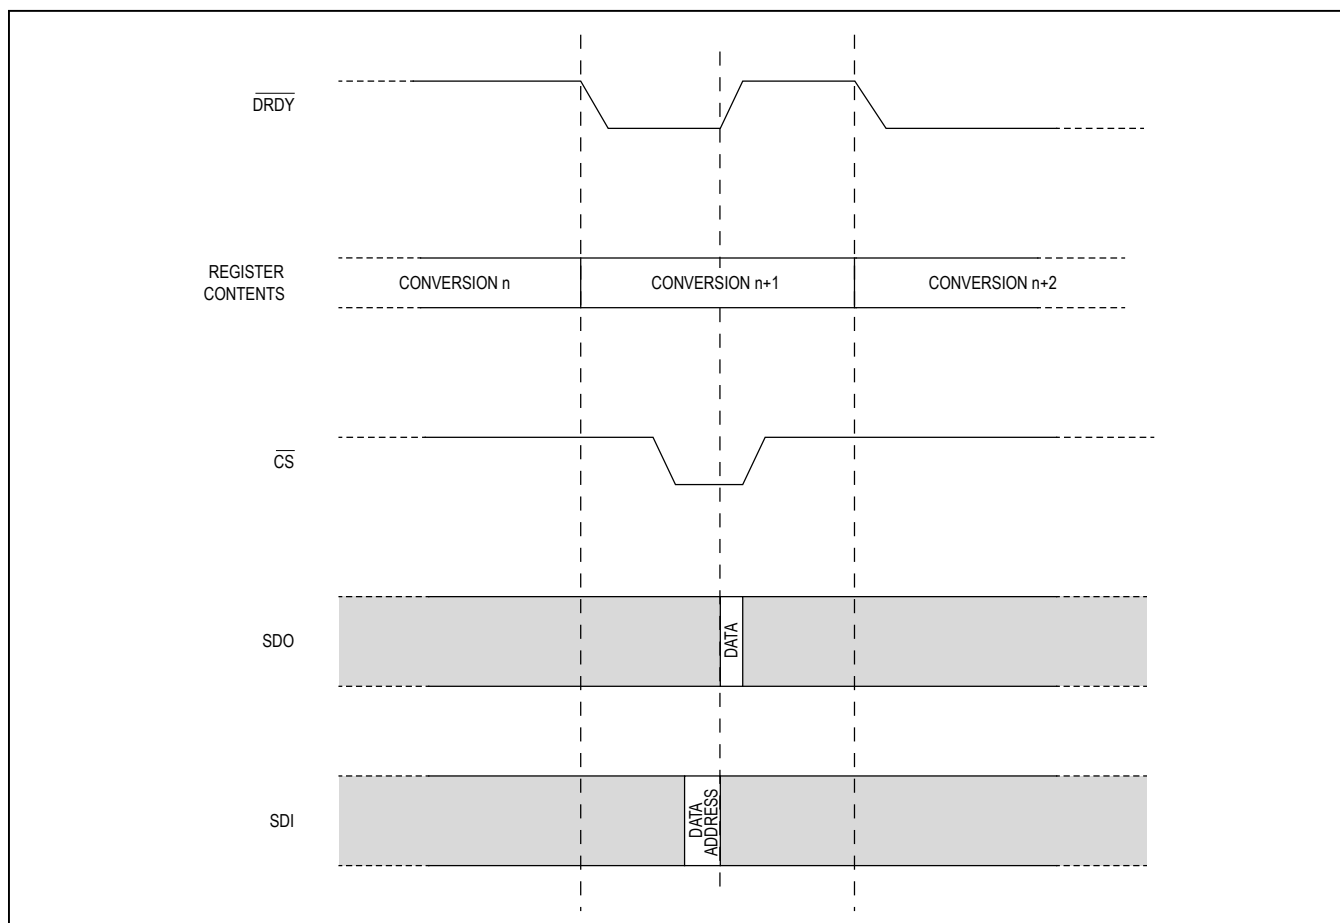 DRDY
REGISTER
CONTENTS
CONVERSION n
CONVERSION n+1
CONVERSION n+2
CS
SDO
DATA
SDI
DATA
ADDRESS